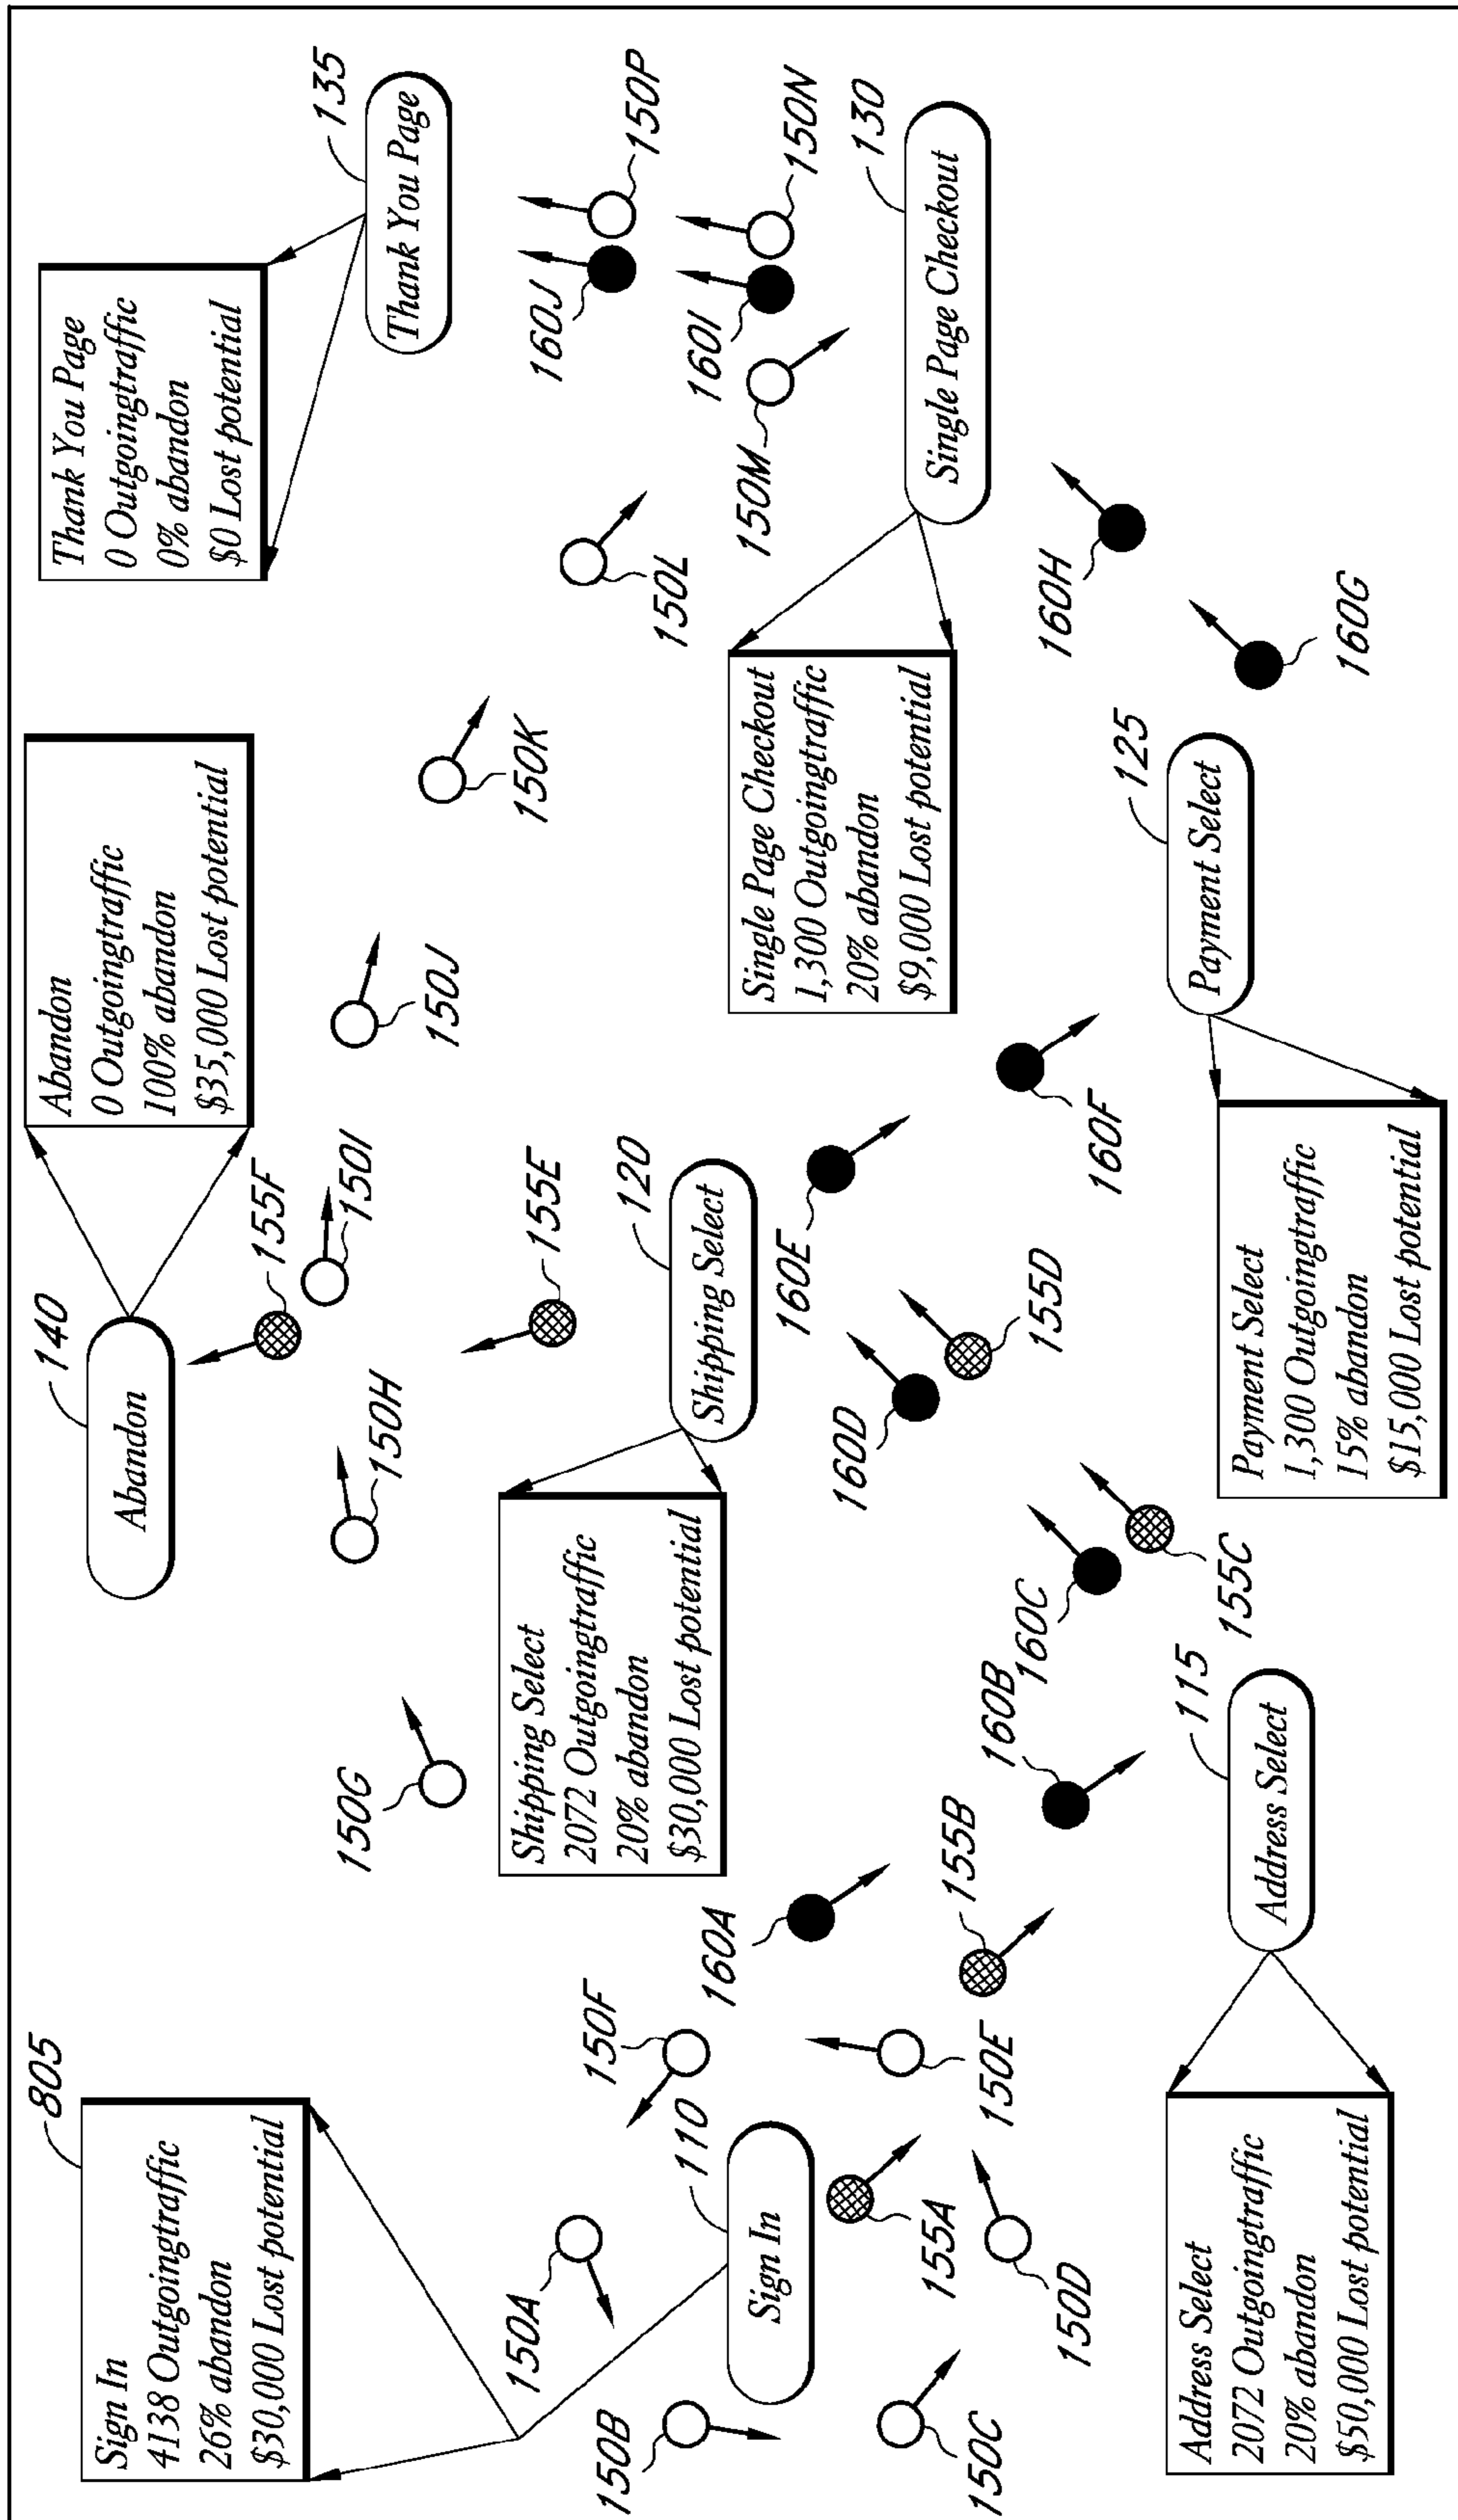 805
Sign In
4138 Outgoingtraffic
26% abandon
$30,000 Lost potential
140
Abandon
Abandon
0 Outgoingtraffic
100% abandon
$35,000 Lost potential
Thank You Page
0 Outgoingtraffic
0% abandon
$0 Lost potential
135
Thank You Page
155F
150G
150H
150I
150J
150K
150A
150B
150F
110
Sign In
Shipping Select
2072 Outgoingtraffic
20% abandon
$30,000 Lost potential
155E
120
Shipping Select
150L
160J
150P
160I
150N
150M
160A
160E
Single Page Checkout
1,300 Outgoingtraffic
20% abandon
$9,000 Lost potential
130
Single Page Checkout
150C
155A
150D
150E
155B
160B
160C
160D
155D
160F
160H
Address Select
2072 Outgoingtraffic
20% abandon
$50,000 Lost potential
115
Address Select
155C
Payment Select
1,300 Outgoingtraffic
15% abandon
$15,000 Lost potential
125
Payment Select
160G